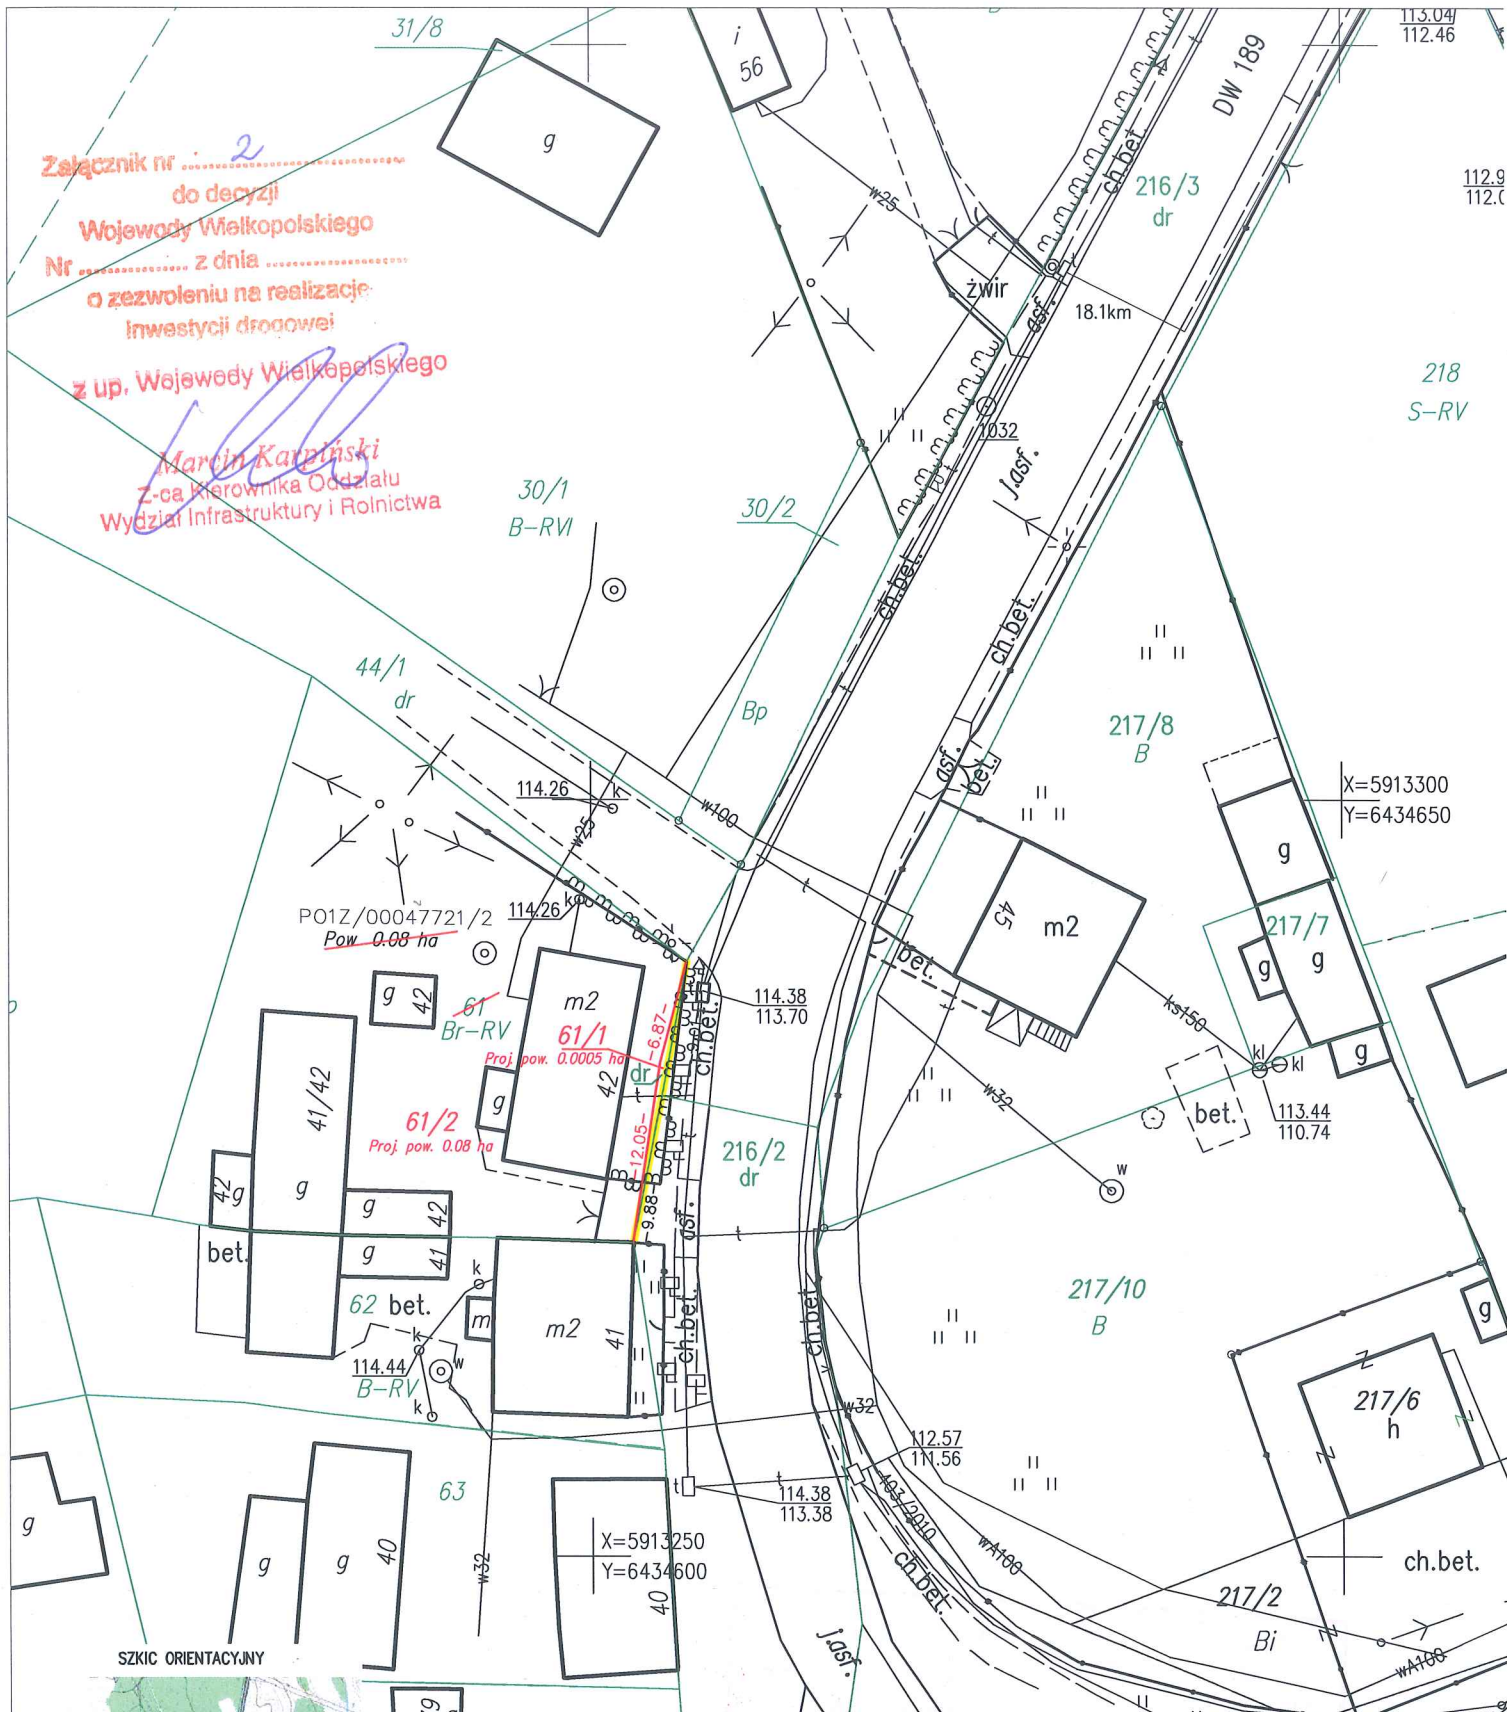 31/8
i
56
113.04
112.46
DW 189
g
Załącznik nr ........ 2 ........
do decyzji
Wojewody Wielkopolskiego
Nr ............ z dnia ............
o zezwoleniu na realizację
inwestycji drogowej
z up. Wojewody Wielkopolskiego
Marcin Karpiński
Z-ca Kierownika Oddziału
Wydział Infrastruktury i Rolnictwa
ch.bet.
216/3
dr
w25
t
t
żwir
asf.
18.1km
218
S-RV
1032
j.asf.
30/1
B-RVI
30/2
ch.bet.
ch.bet.
44/1
dr
Bp
217/8
B
asf.
bet.
X=5913300
Y=6434650
114.26
k
w100
w25
t
g
45
m2
217/7
g
g
g
PO1Z/00047721/2
Pow 0.08 ha
114.26
k
bet.
g
42
61
Br-RV
m2
61/1
Proj. pow. 0.0005 ha
dr
42
6.87
9.01
ch.bet.
114.38
113.70
ks150
kl
kl
113.44
110.74
bet.
w32
w
41/42
g
61/2
Proj. pow. 0.08 ha
g
t
12.05
216/2
dr
42
g
g
42
g
41
9.88
asf.
t
bet.
62
bet.
k
k
m
m2
41
ch.bet.
ch.bet.
217/10
B
g
114.44
B-RV
w
k
w32
217/6
h
63
112.57
111.56
t
t
114.38
113.38
403/2010
wA100
g
g
g
40
w32
X=5913250
Y=6434600
40
ch.bet.
ch.bet.
217/2
Bi
wA100
j.asf.
SZKIC ORIENTACYJNY